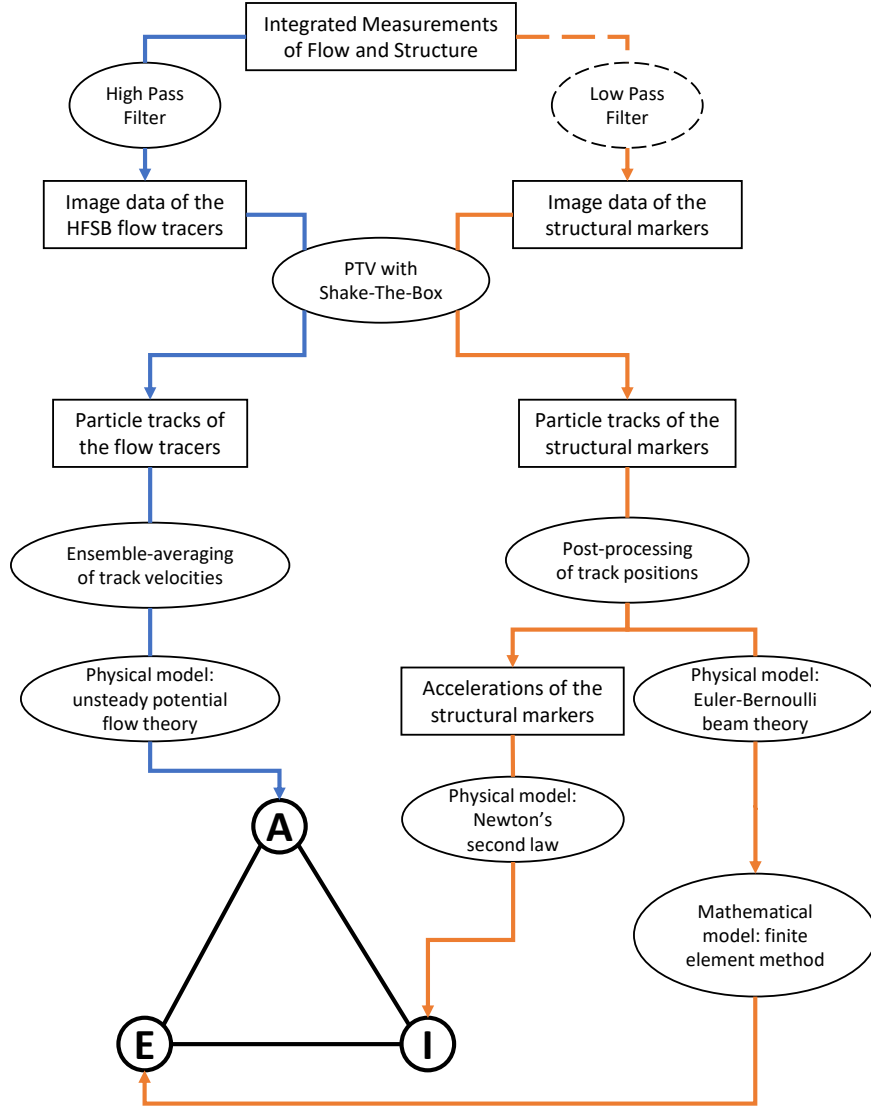 Integrated Measurements
of Flow and Structure
High Pass
Filter
Low Pass
Filter
Image data of the
HFSB flow tracers
Image data of the
structural markers
PTV with
Shake-The-Box
Particle tracks of
the flow tracers
Particle tracks of the
structural markers
Ensemble-averaging
of track velocities
Post-processing
of track positions
Physical model:
unsteady potential
flow theory
Accelerations of the
structural markers
Physical model:
Euler-Bernoulli
beam theory
Physical model:
Newton’s
second law
A
Mathematical
model: finite
element method
E
I